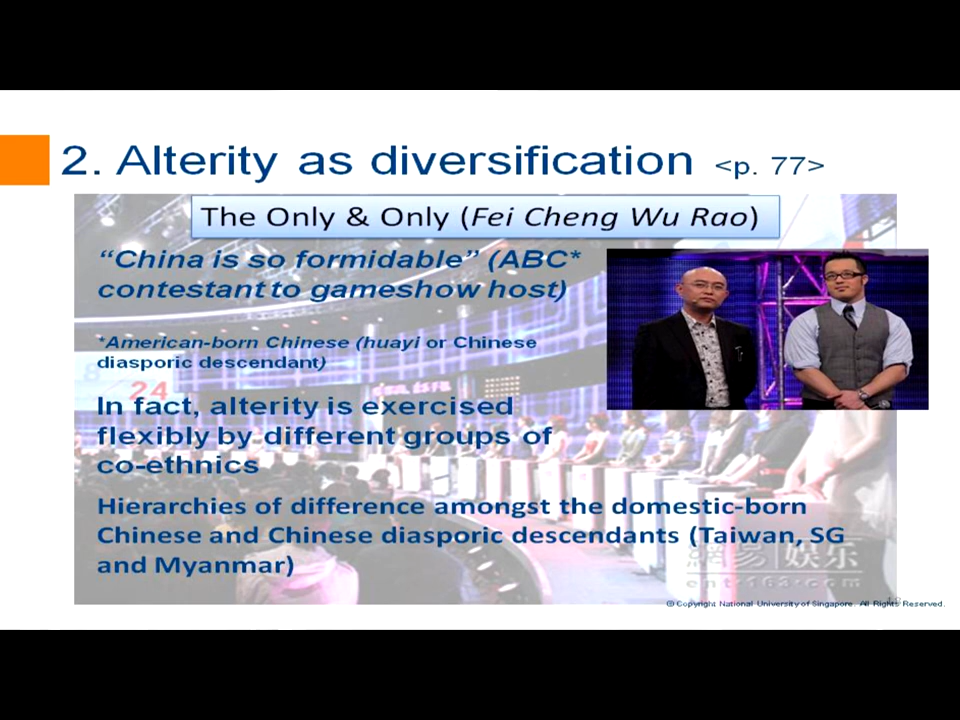 2. Alterity as diversification <p. 77>
The Only & Only (Fei Cheng Wu Rao)
“China is so formidable” (ABC*
contestant to gameshow host)
*American-born Chinese (huayi or Chinese
diasporic descendant)
24
In fact, alterity is exercised
flexibly by different groups of
co-ethnics
Hierarchies of difference amongst the domestic-born
Chinese and Chinese diasporic descendants (Taiwan, SG
and Myanmar)
娱乐
ent.163.com
© Copyright National University of Singapore. All Rights Reserved.